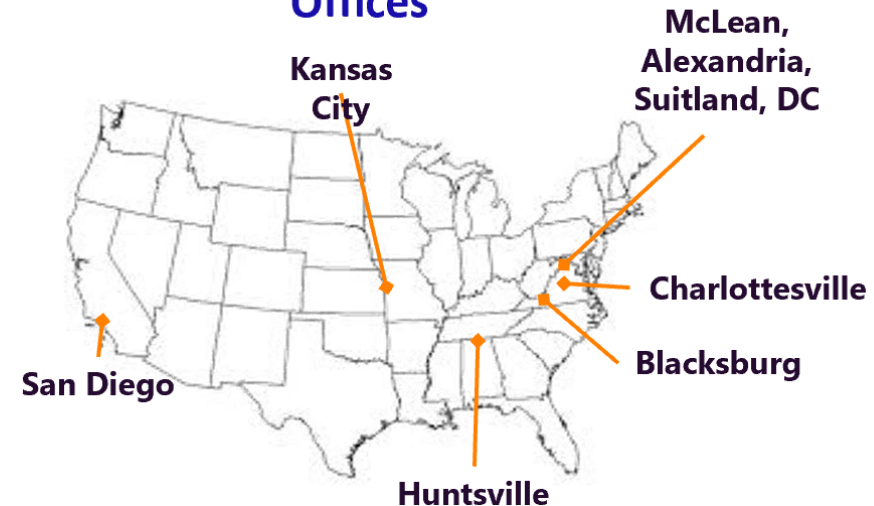 Offices
McLean,
Alexandria,
Suitland, DC
Kansas
City
Charlottesville
Blacksburg
San Diego
Huntsville